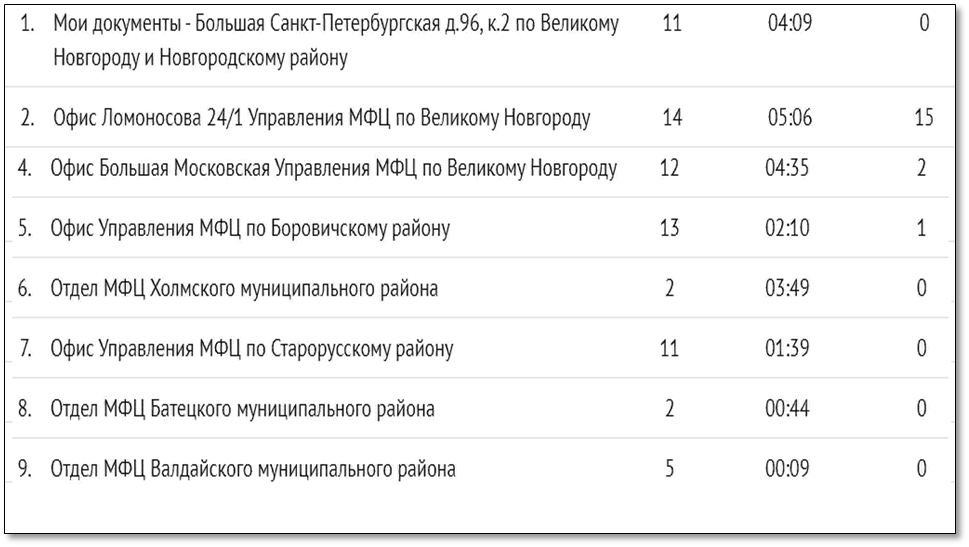 1. Мои документы - Большая Санкт-Петербургская д.96, к.2 по Великому 11 04:09 0
Новгороду и Новгородскому району
2. Офис Ломоносова 24/1 Управления МФЦ по Великому Новгороду 14 05:06 15
4. Офис Большая Московская Управления МФЦ по Великому Новгороду 12 04:35 2
5. Офис Управления МФЦ по Боровичскому району 13 02:10 1
6. Отдел МФЦ Холмского муниципального района 2 03:49 0
7. Офис Управления МФЦ по Старорусскому району 11 01:39 0
8. Отдел МФЦ Батецкого муниципального района 2 00:44 0
9. Отдел МФЦ Валдайского муниципального района 5 00:09 0